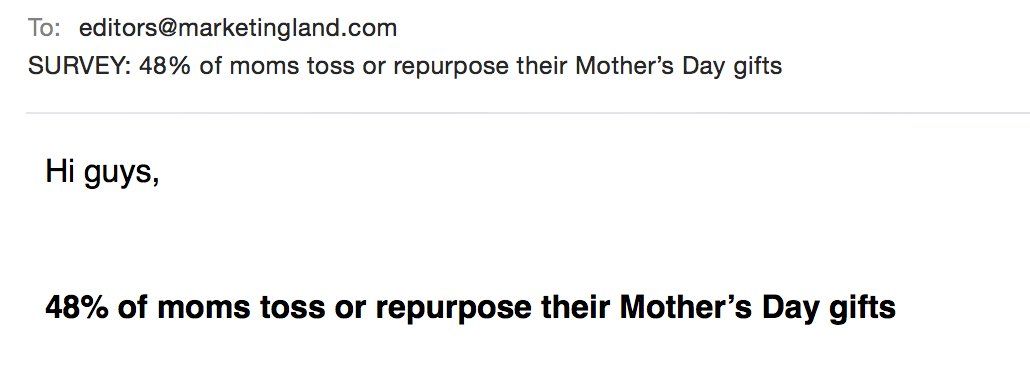 To: editors@marketingland.com
SURVEY: 48% of moms toss or repurpose their Mother’s Day gifts
Hi guys,
48% of moms toss or repurpose their Mother’s Day gifts